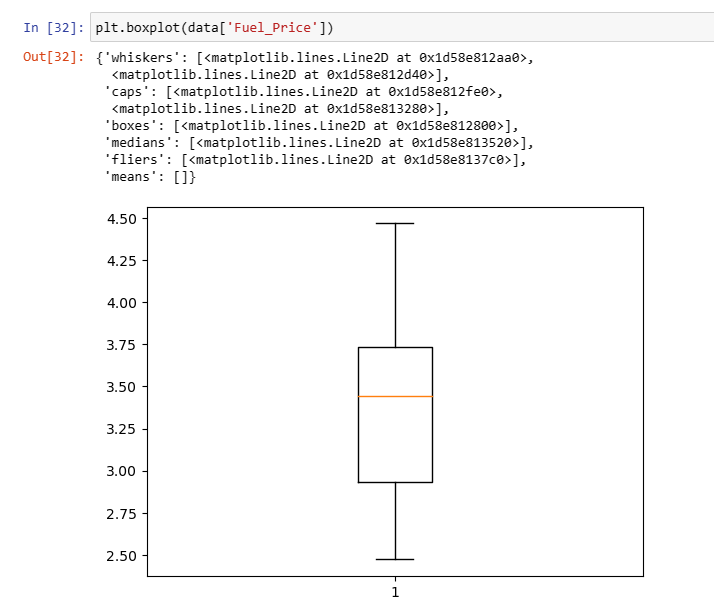 In [32]: plt.boxplot(data['Fuel_Price'])
Out[32]: {'whiskers': [<matplotlib.lines.Line2D at 0x1d58e812aa0>,
<matplotlib.lines.Line2D at 0x1d58e812d40>],
'caps': [<matplotlib.lines.Line2D at 0x1d58e812fe0>,
<matplotlib.lines.Line2D at 0x1d58e813280>],
'boxes': [<matplotlib.lines.Line2D at 0x1d58e812800>],
'medians': [<matplotlib.lines.Line2D at 0x1d58e813520>],
'fliers': [<matplotlib.lines.Line2D at 0x1d58e8137c0>],
'means': []}
4.50
4.25
4.00
3.75
3.50
3.25
3.00
2.75
2.50
1